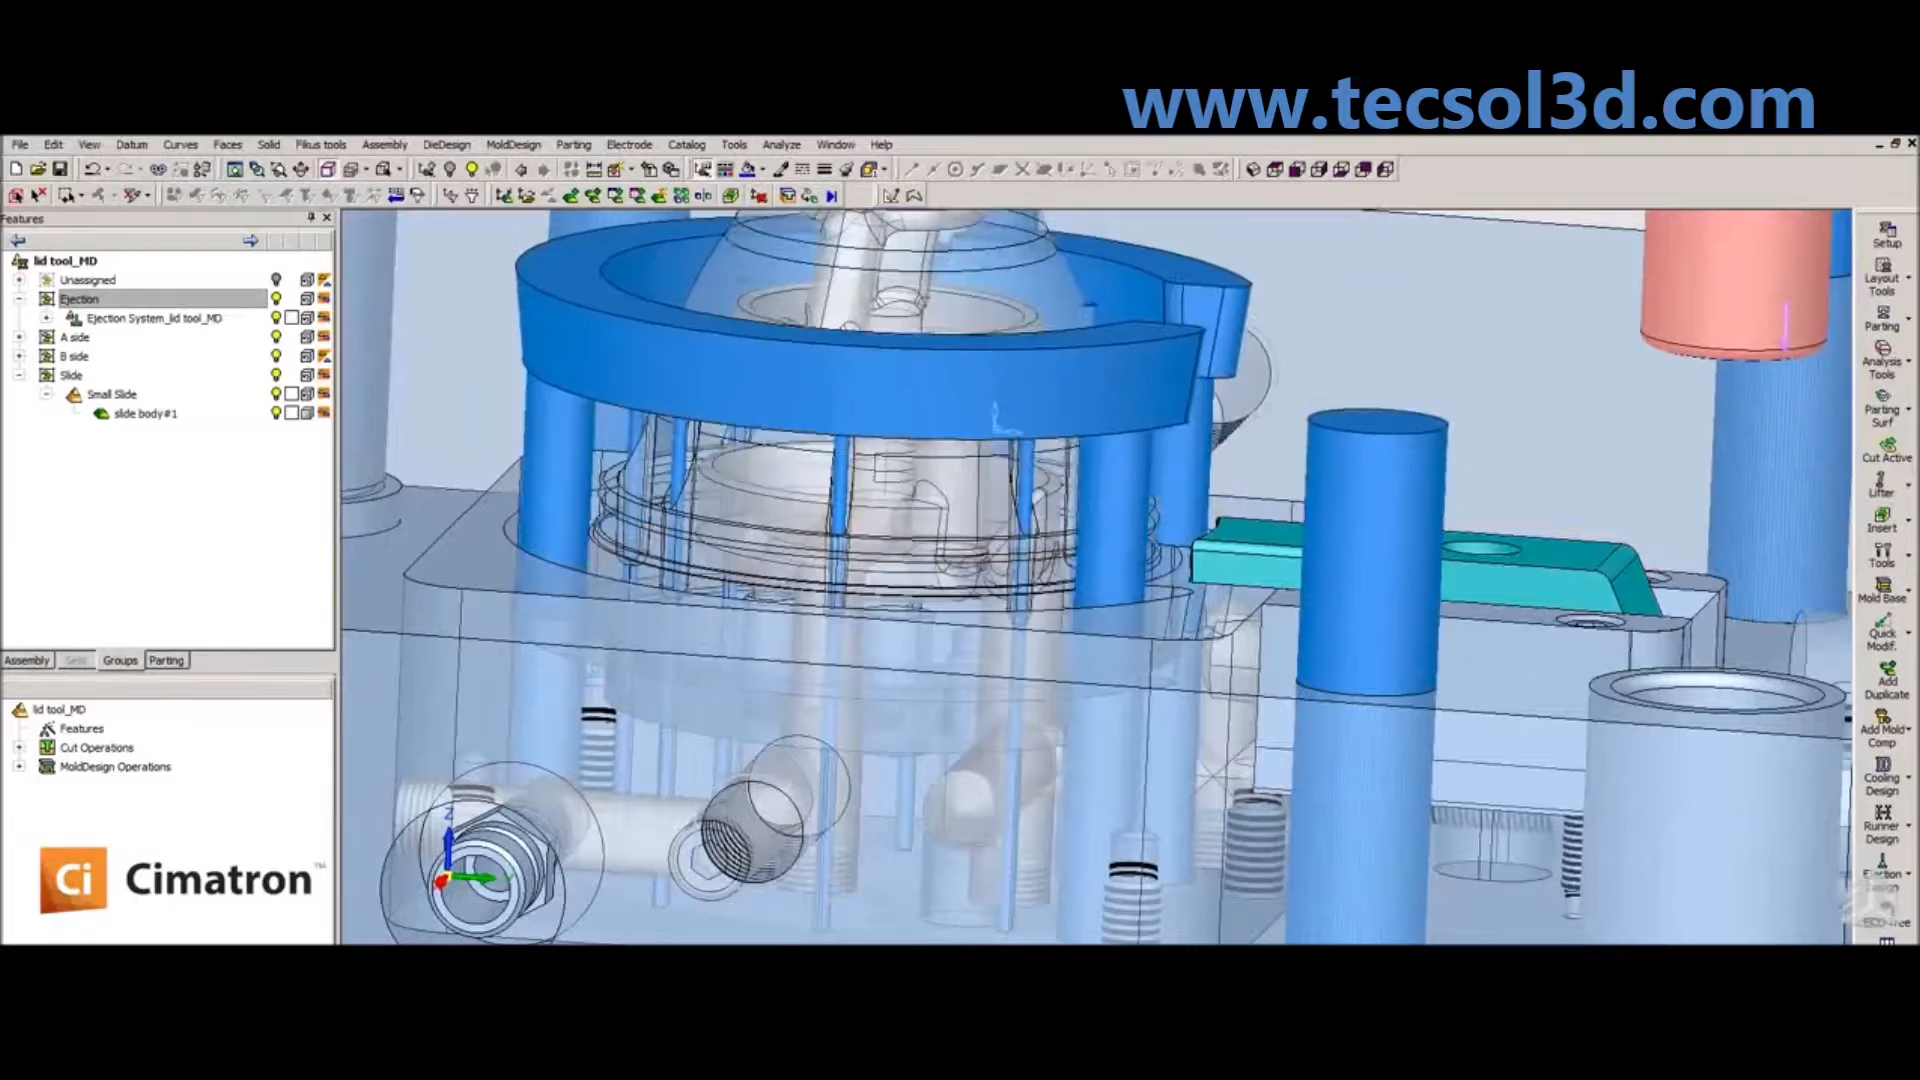 www.tecsol3d.com
File Edit View Datum Curves Faces Solid Pikus tools Assembly DieDesign MoldDesign Parting Electrode Catalog Tools Analyze Window Help
Features
lid tool_MD
Unassigned
Ejection
Ejection System_lid tool_MD
A side
B side
Slide
Small Slide
slide body#1
Assembly Groups Parting
lid tool_MD
Features
Cut Operations
MoldDesign Operations
Ci Cimatron™
Z
Setup
Layout
Tools
Parting
Analysis
Tools
Parting
Surf
Cut Active
Lifter
Insert
Tools
Mold Base
Quick
Modif.
Add
Duplicate
Add Mold
Comp
Cooling
Design
Runner
Design
Ejection
Design